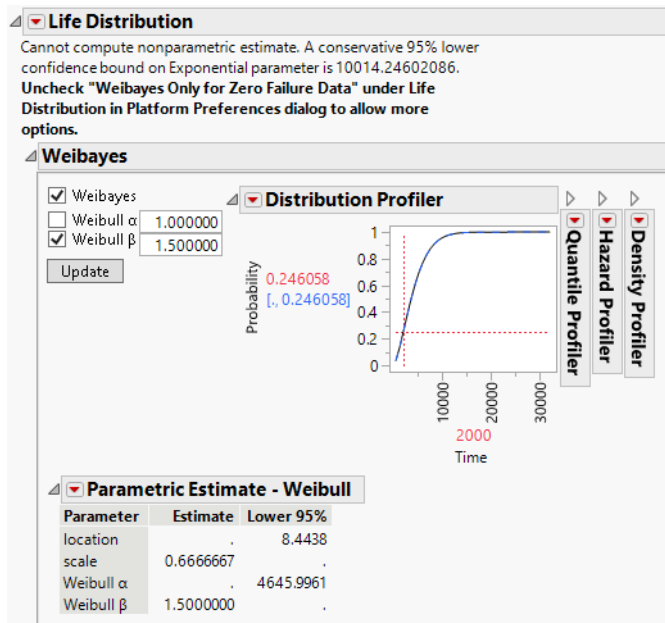 Life Distribution
Cannot compute nonparametric estimate. A conservative 95% lower
confidence bound on Exponential parameter is 10014.24602086.
Uncheck "Weibayes Only for Zero Failure Data" under Life
Distribution in Platform Preferences dialog to allow more
options.
Weibayes
Weibayes
Weibull α 1.000000
Weibull β 1.500000
Update
Distribution Profiler
Probability
0.246058
[., 0.246058]
1
0.8
0.6
0.4
0.2
0
10000
20000
30000
2000
Time
Quantile Profiler
Hazard Profiler
Density Profiler
Parametric Estimate - Weibull
Parameter Estimate Lower 95%
location . 8.4438
scale 0.6666667 .
Weibull α . 4645.9961
Weibull β 1.5000000 .